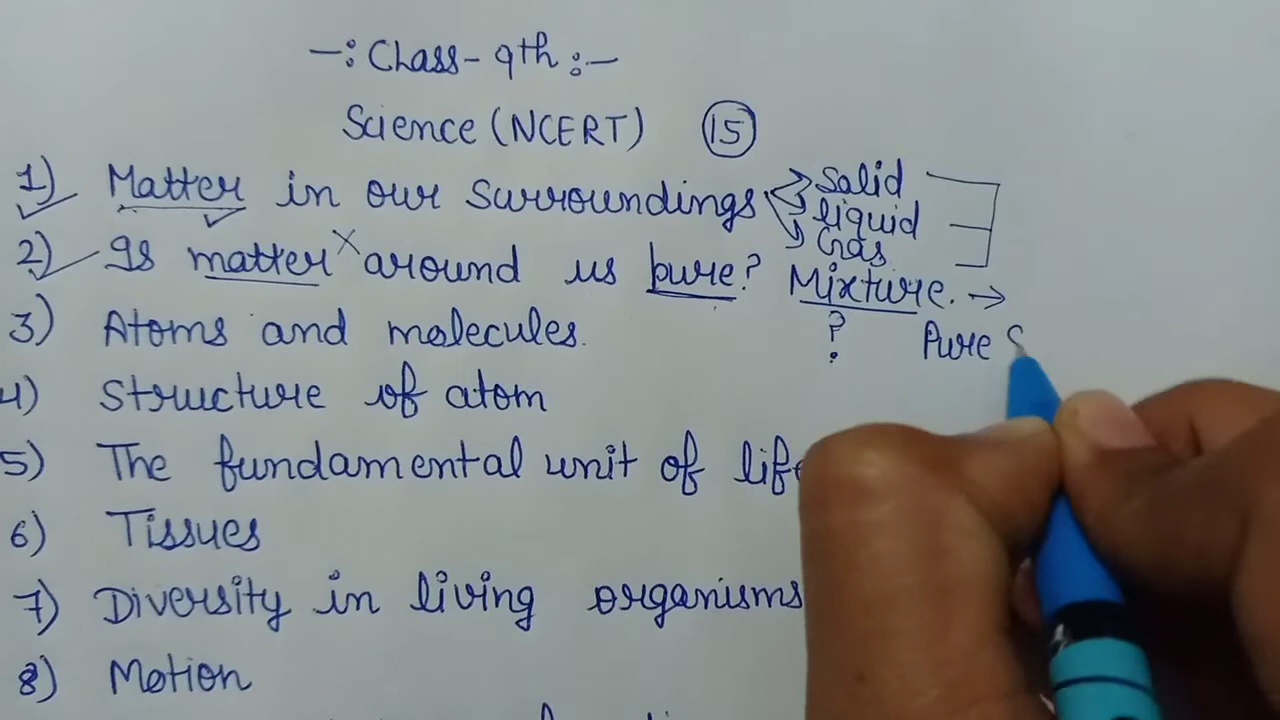 -: Class-9th :-
Science (NCERT) 15
1) Matter in our surroundings Solid
liquid
Gas
2) Is matter around us pure? Mixture. →
?
3) Atoms and molecules. Pure S
4) Structure of atom
5) The fundamental unit of life
6) Tissues
7) Diversity in living organisms
8) Motion